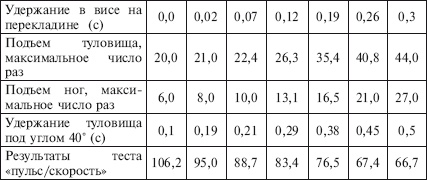 Удержание в висе на
перекладине (с)
0,0 0,02 0,07 0,12 0,19 0,26 0,3
Подъем туловища,
максимальное число
раз
20,0 21,0 22,4 26,3 35,4 40,8 44,0
Подъем ног, макси-
мальное число раз
6,0 8,0 10,0 13,1 16,5 21,0 27,0
Удержание туловища
под углом 40° (с)
0,1 0,19 0,21 0,29 0,38 0,45 0,5
Результаты теста
«пульс/скорость»
106,2 95,0 88,7 83,4 76,5 67,4 66,7